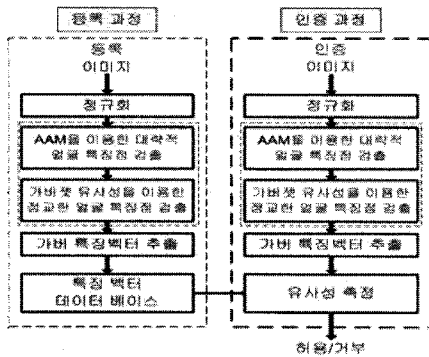 등록 과정
등록
이미지
정규화
AAM을 이용한 대략적
얼굴 특징점 검출
가버젯 유사성을 이용한
정교한 얼굴 특징점 검출
가버 특징벡터 추출
특징 벡터
데이터 베이스
인증 과정
인증
이미지
정규화
AAM을 이용한 대략적
얼굴 특징점 검출
가버젯 유사성을 이용한
정교한 얼굴 특징점 검출
가버 특징벡터 추출
유사성 측정
허용/거부